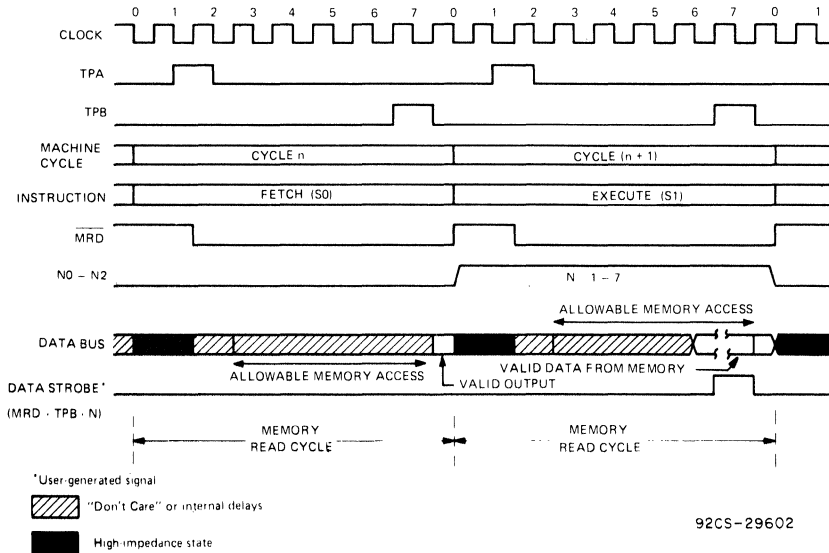 0 1 2 3 4 5 6 7 0 1 2 3 4 5 6 7 0 1
CLOCK
TPA
TPB
MACHINE CYCLE
CYCLE n
CYCLE (n + 1)
INSTRUCTION
FETCH (S0)
EXECUTE (S1)
MRD
N0 – N2
N 1 – 7
ALLOWABLE MEMORY ACCESS
DATA BUS
ALLOWABLE MEMORY ACCESS
VALID DATA FROM MEMORY
VALID OUTPUT
DATA STROBE*
(MRD · TPB · N)
MEMORY
READ CYCLE
MEMORY
READ CYCLE
*User-generated signal
"Don't Care" or internal delays
High-impedance state
92CS-29602